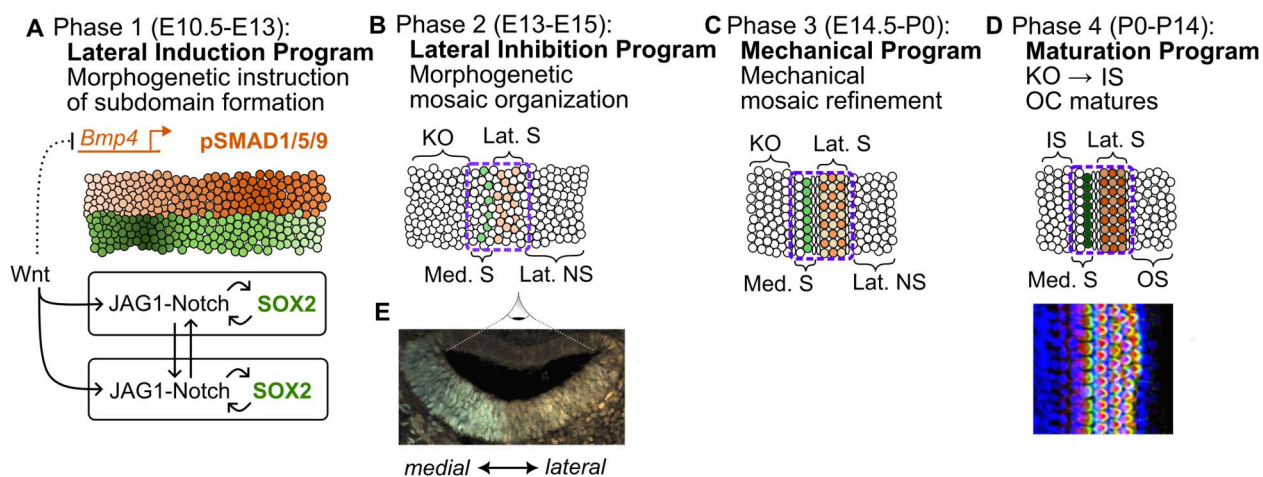 A Phase 1 (E10.5-E13):
Lateral Induction Program
Morphogenetic instruction
of subdomain formation
Bmp4
pSMAD1/5/9
Wnt
JAG1-Notch
SOX2
JAG1-Notch
SOX2
B Phase 2 (E13-E15):
Lateral Inhibition Program
Morphogenetic
mosaic organization
KO
Lat. S
Med. S
Lat. NS
E
medial
lateral
C Phase 3 (E14.5-P0):
Mechanical Program
Mechanical
mosaic refinement
KO
Lat. S
Med. S
Lat. NS
D Phase 4 (P0-P14):
Maturation Program
KO → IS
OC matures
IS
Lat. S
Med. S
OS